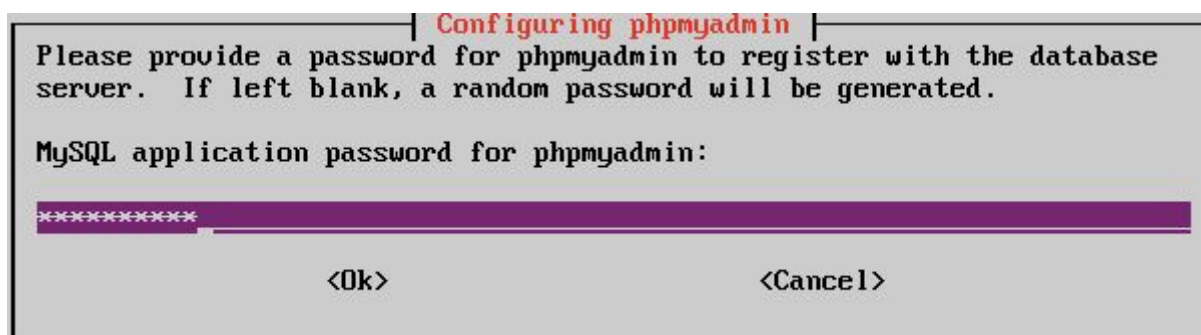 Configuring phpmyadmin
Please provide a password for phpmyadmin to register with the database
server.  If left blank, a random password will be generated.
MySQL application password for phpmyadmin:
**********
<Ok> <Cancel>